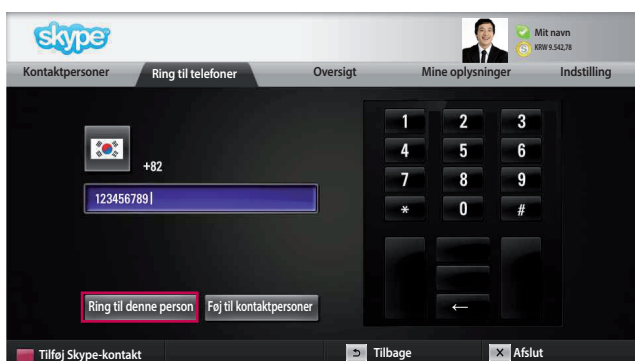 skype
Mit navn
KRW 9.542,78
Kontaktpersoner Ring til telefoner Oversigt Mine oplysninger Indstilling
+82
123456789
1 2 3
4 5 6
7 8 9
* 0 #
←
Ring til denne person Føj til kontaktpersoner
Tilføj Skype-kontakt Tilbage Afslut